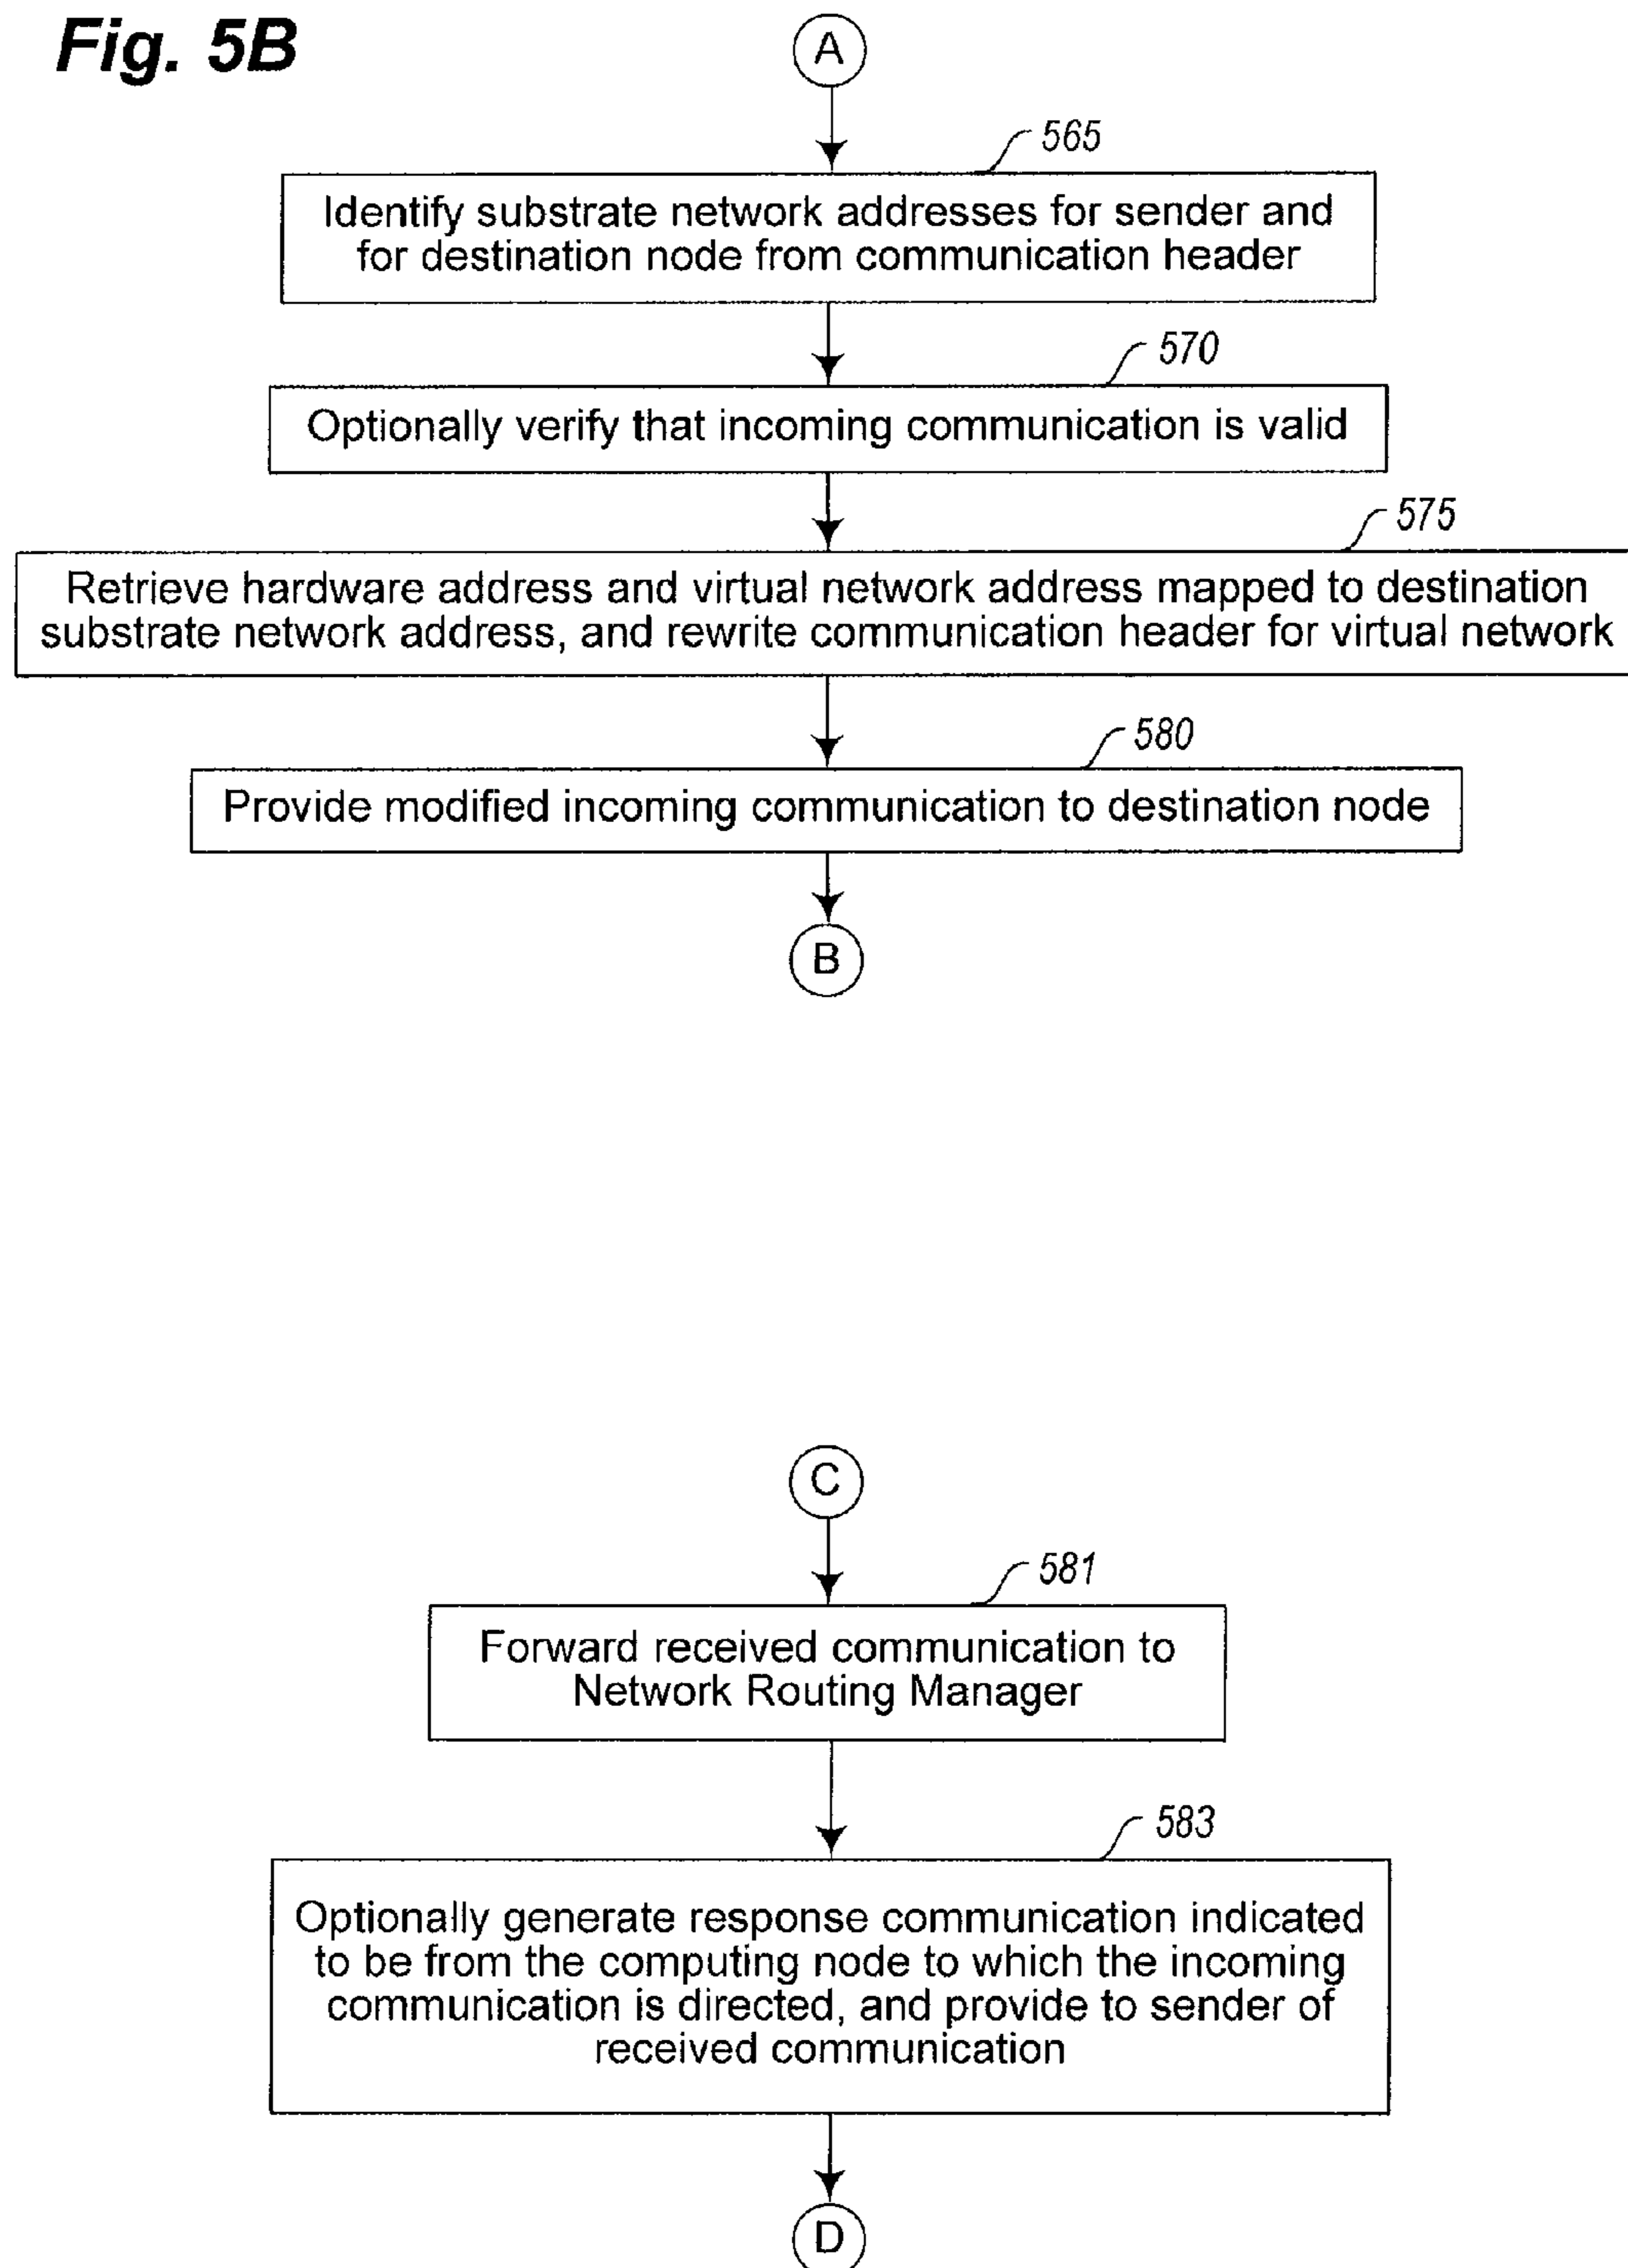 Fig. 5B
A
565
Identify substrate network addresses for sender and
for destination node from communication header
570
Optionally verify that incoming communication is valid
575
Retrieve hardware address and virtual network address mapped to destination
substrate network address, and rewrite communication header for virtual network
580
Provide modified incoming communication to destination node
B
C
581
Forward received communication to
Network Routing Manager
583
Optionally generate response communication indicated
to be from the computing node to which the incoming
communication is directed, and provide to sender of
received communication
D